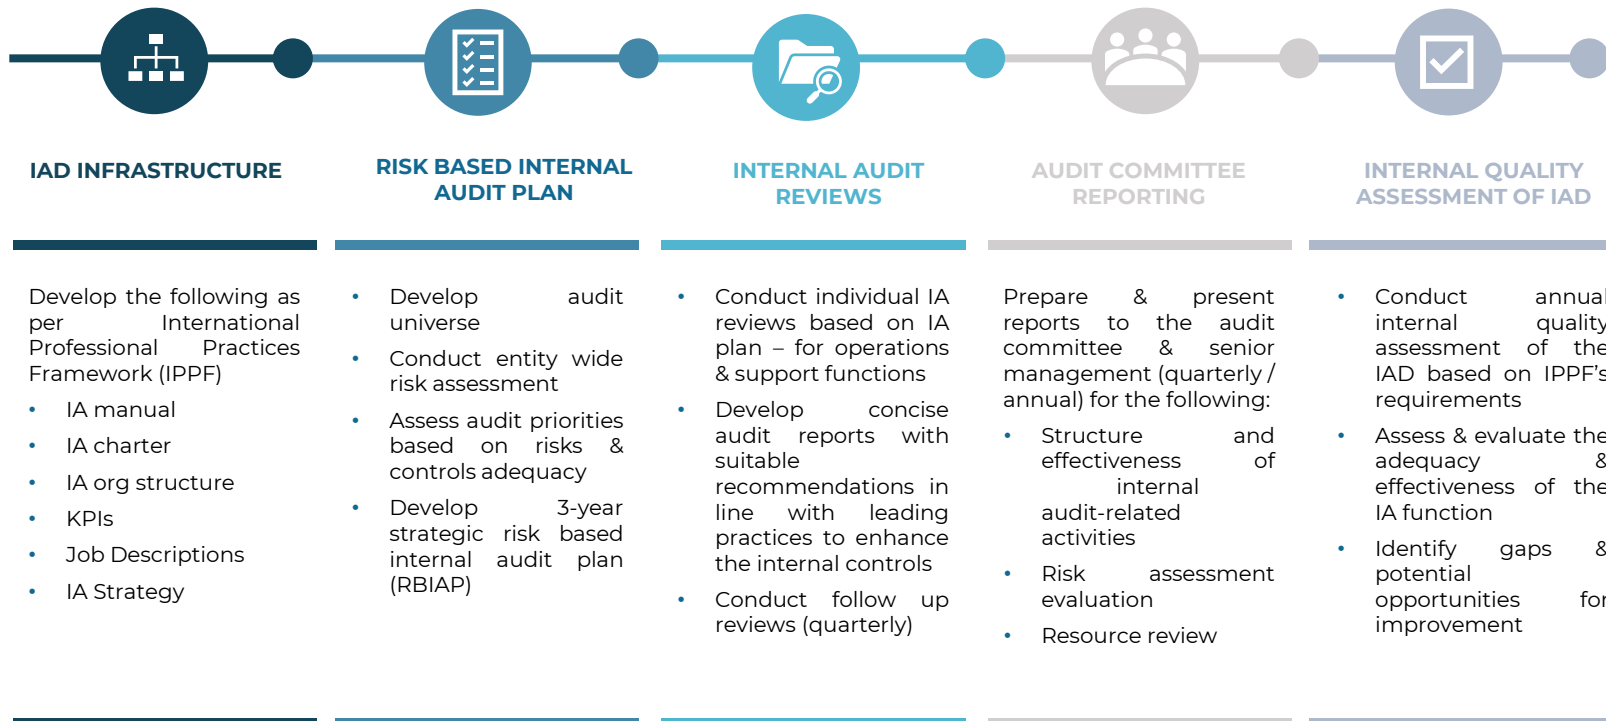 IAD INFRASTRUCTURE
Develop the following as
per International
Professional Practices
Framework (IPPF)
• IA manual
• IA charter
• IA org structure
• KPIs
• Job Descriptions
• IA Strategy
RISK BASED INTERNAL
AUDIT PLAN
• Develop audit
universe
• Conduct entity wide
risk assessment
• Assess audit priorities
based on risks &
controls adequacy
• Develop 3-year
strategic risk based
internal audit plan
(RBIAP)
INTERNAL AUDIT
REVIEWS
• Conduct individual IA
reviews based on IA
plan – for operations
& support functions
• Develop concise
audit reports with
suitable
recommendations in
line with leading
practices to enhance
the internal controls
• Conduct follow up
reviews (quarterly)
AUDIT COMMITTEE
REPORTING
Prepare & present
reports to the audit
committee & senior
management (quarterly /
annual) for the following:
• Structure and
effectiveness of
internal
audit-related
activities
• Risk assessment
evaluation
• Resource review
INTERNAL QUALITY
ASSESSMENT OF IAD
• Conduct annual
internal quality
assessment of the
IAD based on IPPF’s
requirements
• Assess & evaluate the
adequacy &
effectiveness of the
IA function
• Identify gaps &
potential
opportunities for
improvement